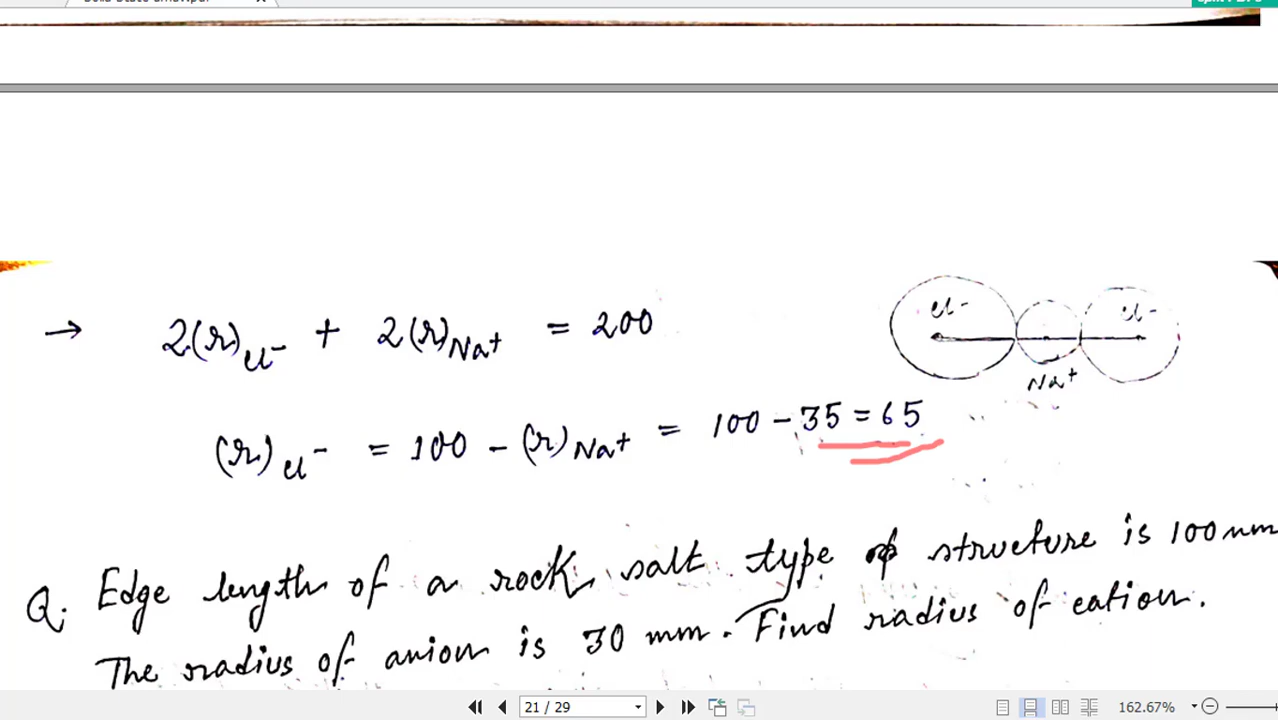 Cl⁻ Cl⁻
→ 2(r)Cl⁻ + 2(r)Na⁺ = 200
Na⁺
(r)Cl⁻ = 100 - (r)Na⁺ = 100 - 35 = 65
Q. Edge length of a rock salt type of structure is 100 nm
The radius of anion is 30 mm. Find radius of cation.
21 / 29
162.67%